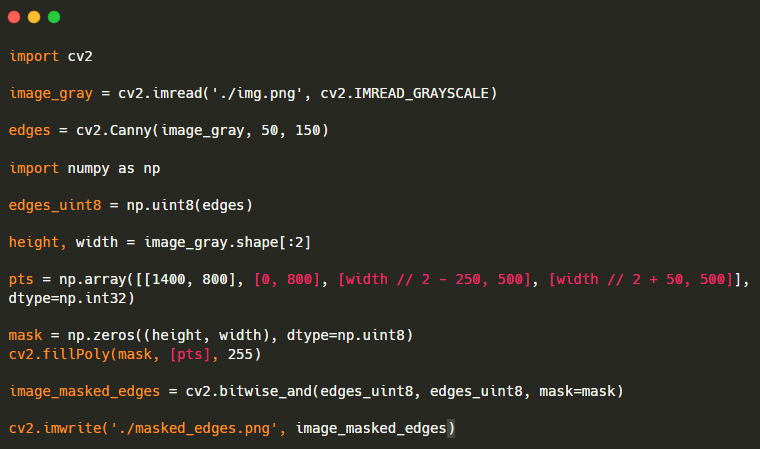 import cv2
image_gray = cv2.imread('./img.png', cv2.IMREAD_GRAYSCALE)
edges = cv2.Canny(image_gray, 50, 150)
import numpy as np
edges_uint8 = np.uint8(edges)
height, width = image_gray.shape[:2]
pts = np.array([[1400, 800], [0, 800], [width // 2 - 250, 500], [width // 2 + 50, 500]],
dtype=np.int32)
mask = np.zeros((height, width), dtype=np.uint8)
cv2.fillPoly(mask, [pts], 255)
image_masked_edges = cv2.bitwise_and(edges_uint8, edges_uint8, mask=mask)
cv2.imwrite('./masked_edges.png', image_masked_edges)